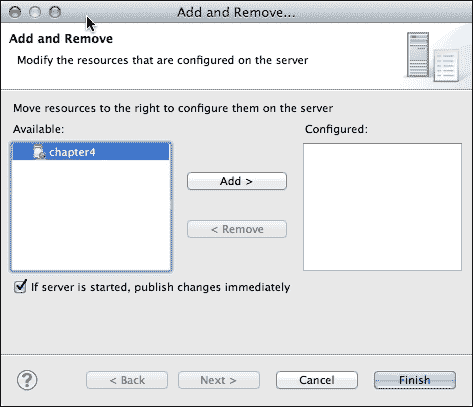 Add and Remove...
Add and Remove
Modify the resources that are configured on the server
Move resources to the right to configure them on the server
Available:
Configured:
chapter4
Add >
< Remove
If server is started, publish changes immediately
?
< Back
Next >
Cancel
Finish